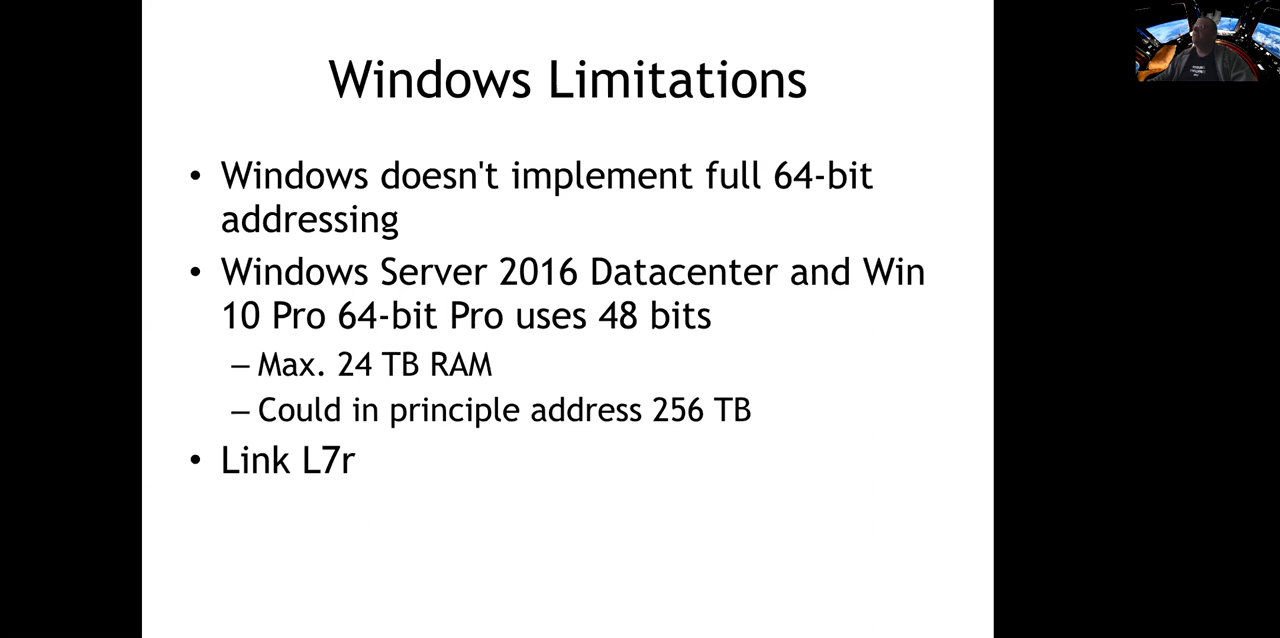 Windows Limitations
• Windows doesn't implement full 64-bit
addressing
• Windows Server 2016 Datacenter and Win
10 Pro 64-bit Pro uses 48 bits
– Max. 24 TB RAM
– Could in principle address 256 TB
• Link L7r